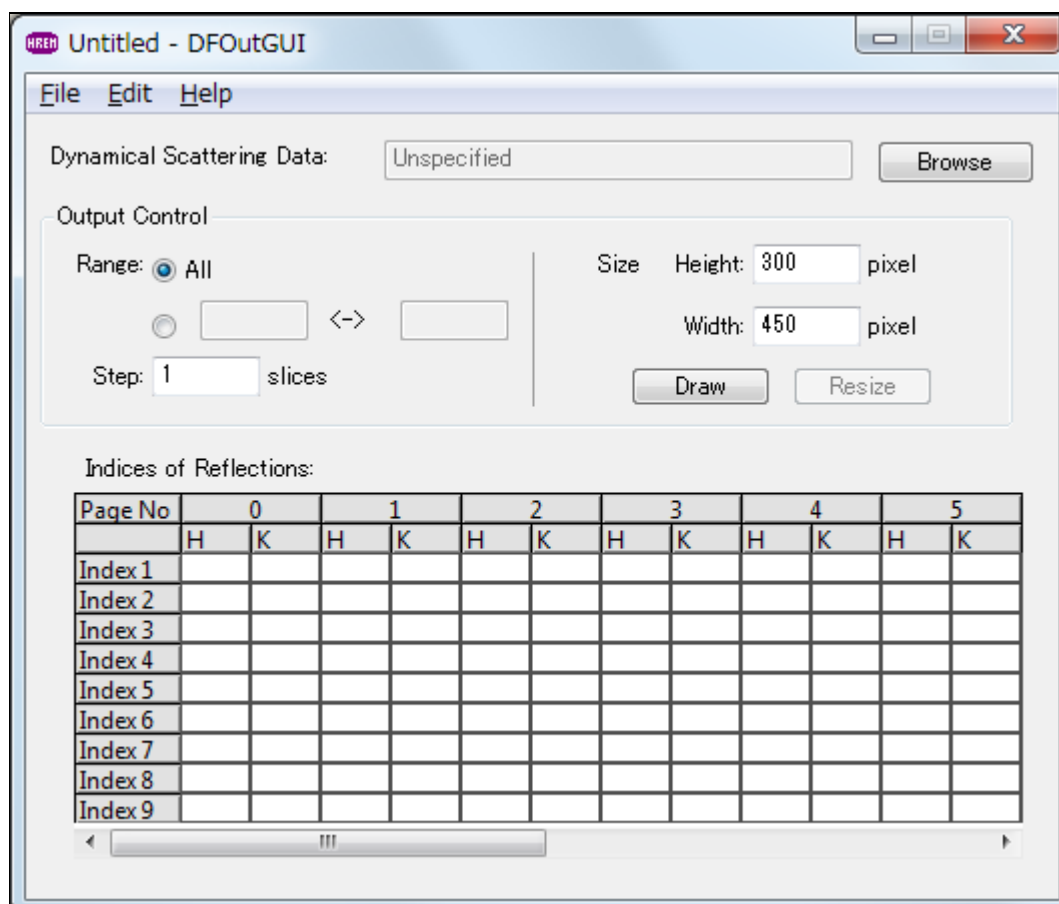 HREM Untitled - DFOutGUI
File Edit Help
Dynamical Scattering Data: Unspecified Browse
Output Control
Range: All Size Height: 300 pixel
<-> Width: 450 pixel
Step: 1 slices Draw Resize
Indices of Reflections:
Page No 0 1 2 3 4 5
H K H K H K H K H K H K
Index 1
Index 2
Index 3
Index 4
Index 5
Index 6
Index 7
Index 8
Index 9